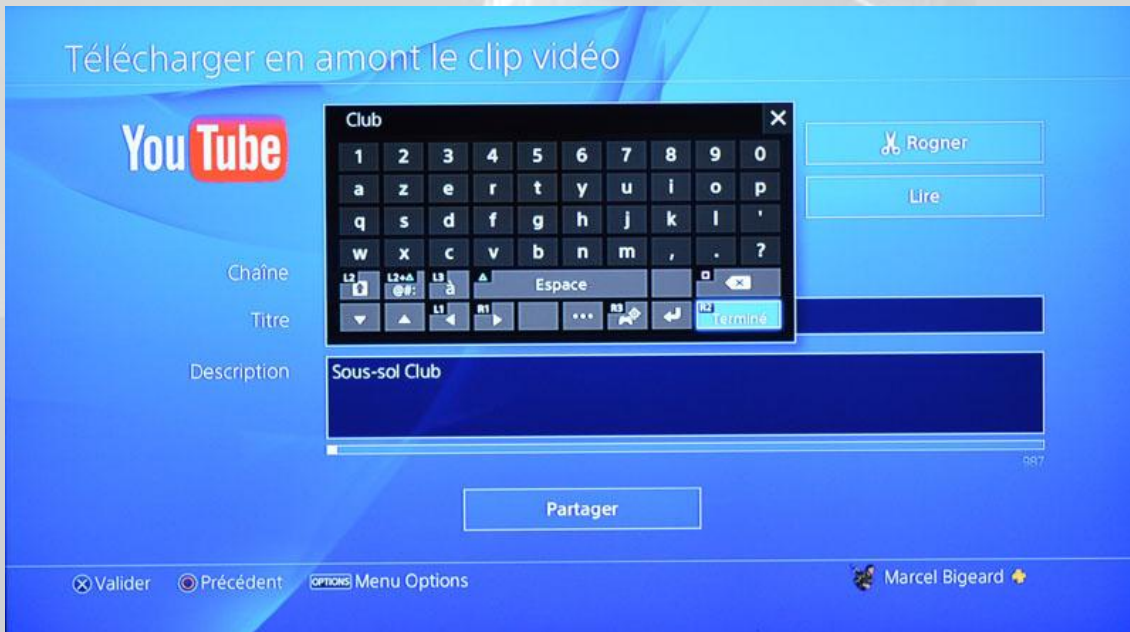 Télécharger en amont le clip vidéo
YouTube
Club
1 2 3 4 5 6 7 8 9 0
a z e r t y u i o p
q s d f g h j k l '
w x c v b n m , . ?
L2 L2+△ @#: L3 à △ Espace □
L1 R1 ... R3 R2 Terminé
Rogner
Lire
Chaîne
Titre
Description
Sous-sol Club
987
Partager
Valider Précédent OPTIONS Menu Options
Marcel Bigeard